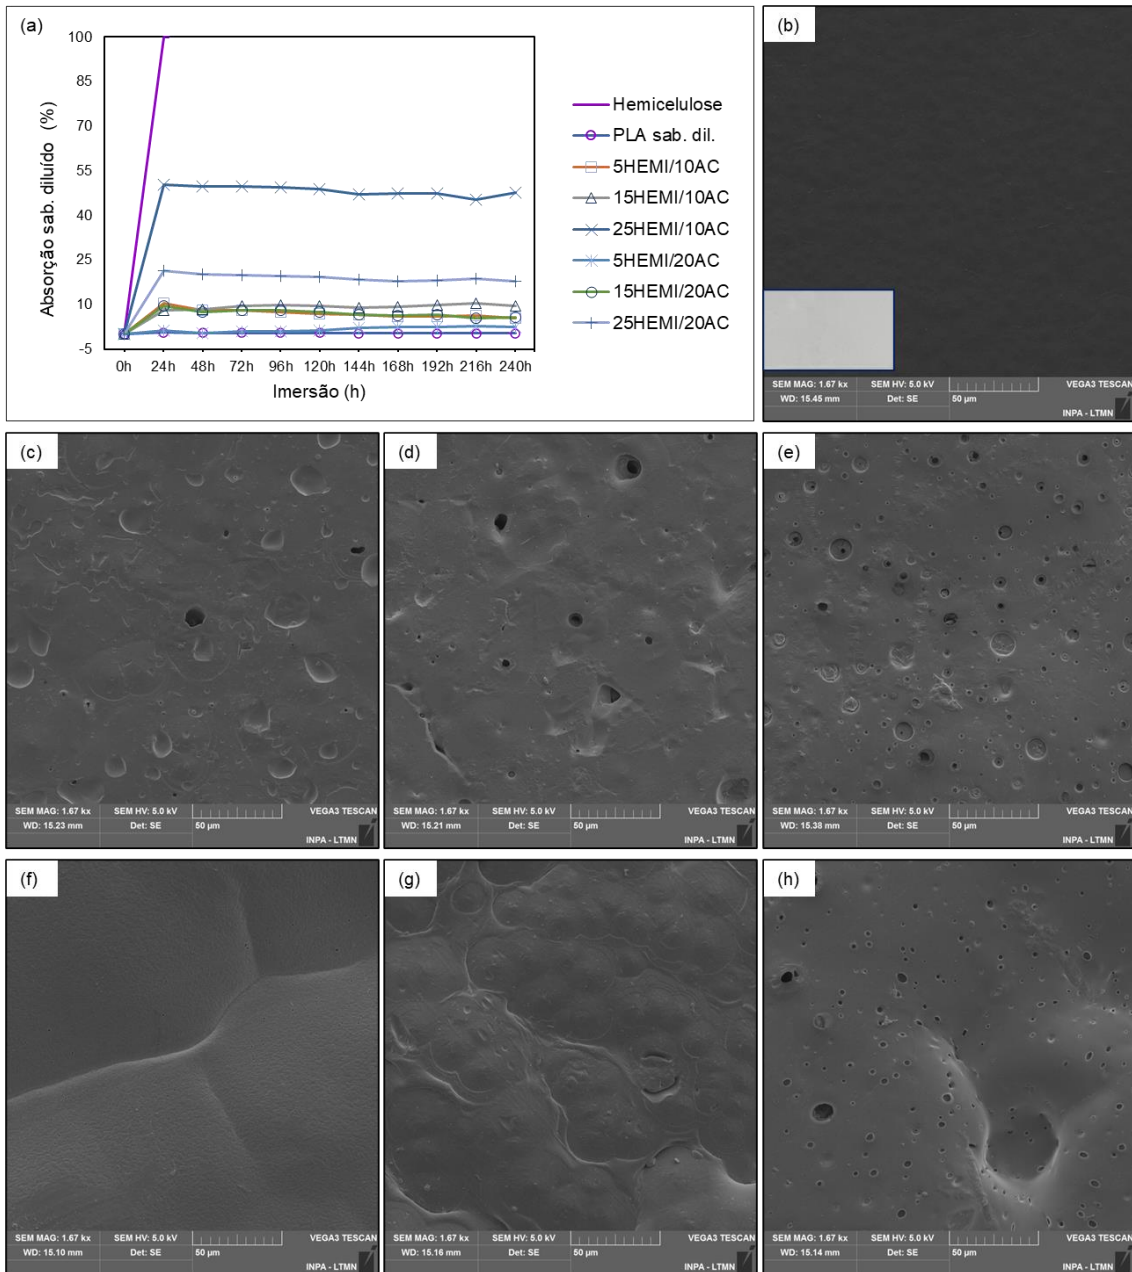 (a)
100
85
70
55
40
25
10
-5
Absorção sab. diluído (%)
0h 24h 48h 72h 96h 120h 144h 168h 192h 216h 240h
Imersão (h)
Hemicelulose
PLA sab. dil.
5HEMI/10AC
15HEMI/10AC
25HEMI/10AC
5HEMI/20AC
15HEMI/20AC
25HEMI/20AC
(b)
SEM MAG: 1.67 kx SEM HV: 5.0 kV VEGA3 TESCAN
WD: 15.45 mm Det: SE 50 µm
INPA - LTMN
(c)
SEM MAG: 1.67 kx SEM HV: 5.0 kV VEGA3 TESCAN
WD: 15.23 mm Det: SE 50 µm
INPA - LTMN
(d)
SEM MAG: 1.67 kx SEM HV: 5.0 kV VEGA3 TESCAN
WD: 15.21 mm Det: SE 50 µm
INPA - LTMN
(e)
SEM MAG: 1.67 kx SEM HV: 5.0 kV VEGA3 TESCAN
WD: 15.38 mm Det: SE 50 µm
INPA - LTMN
(f)
SEM MAG: 1.67 kx SEM HV: 5.0 kV VEGA3 TESCAN
WD: 15.10 mm Det: SE 50 µm
INPA - LTMN
(g)
SEM MAG: 1.67 kx SEM HV: 5.0 kV VEGA3 TESCAN
WD: 15.16 mm Det: SE 50 µm
INPA - LTMN
(h)
SEM MAG: 1.67 kx SEM HV: 5.0 kV VEGA3 TESCAN
WD: 15.14 mm Det: SE 50 µm
INPA - LTMN